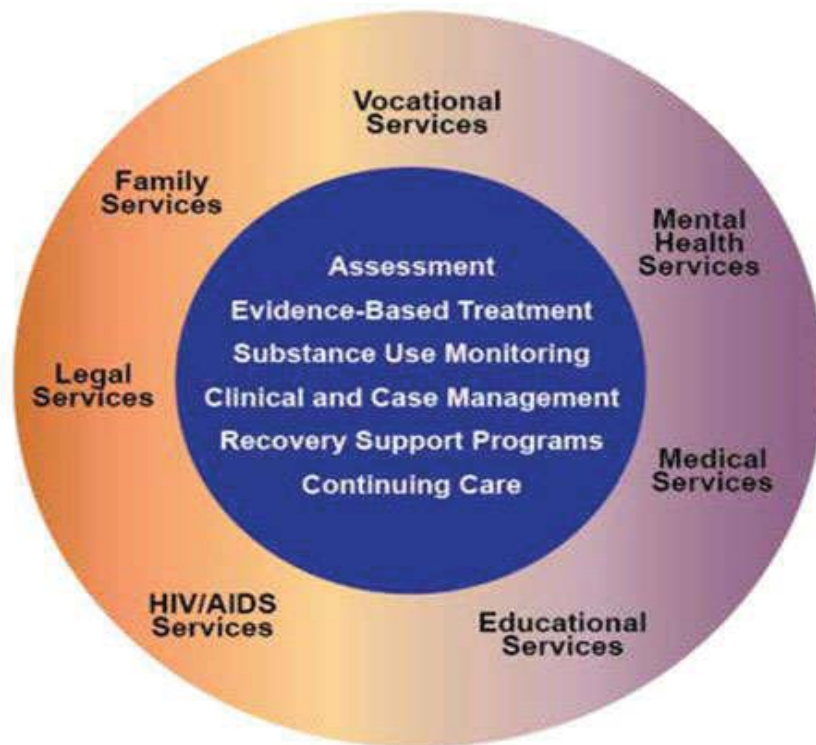 Vocational
Services
Family
Services
Mental
Health
Services
Assessment
Evidence-Based Treatment
Substance Use Monitoring
Clinical and Case Management
Recovery Support Programs
Continuing Care
Legal
Services
Medical
Services
HIV/AIDS
Services
Educational
Services